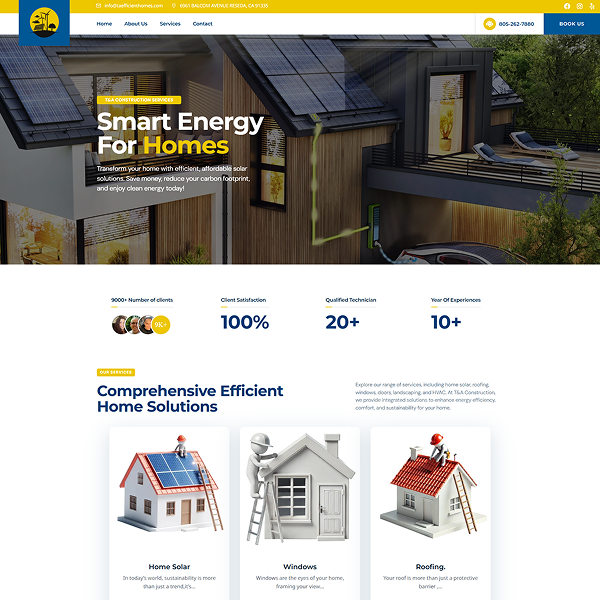 info@taefficienthomes.com
6961 BALCOM AVENUE RESEDA, CA 91335
Home About Us Services Contact
805-262-7880
BOOK US
T&A CONSTRUCTION SERVICES
Smart Energy
For Homes
Transform your home with efficient, affordable solar
solutions. Save money, reduce your carbon footprint,
and enjoy clean energy today!
9000+ Number of clients
9K+
Client Satisfaction
100%
Qualified Technician
20+
Year Of Experiences
10+
OUR SERVICES
Comprehensive Efficient
Home Solutions
Explore our range of services, including home solar, roofing,
windows, doors, landscaping, and HVAC. At T&A Construction,
we provide integrated solutions to enhance energy efficiency,
comfort, and sustainability for your home.
Home Solar
In today's world, sustainability is more
than just a trend,it's...
Windows
Windows are the eyes of your home,
framing your view...
Roofing.
Your roof is more than just a protective
barrier ,...